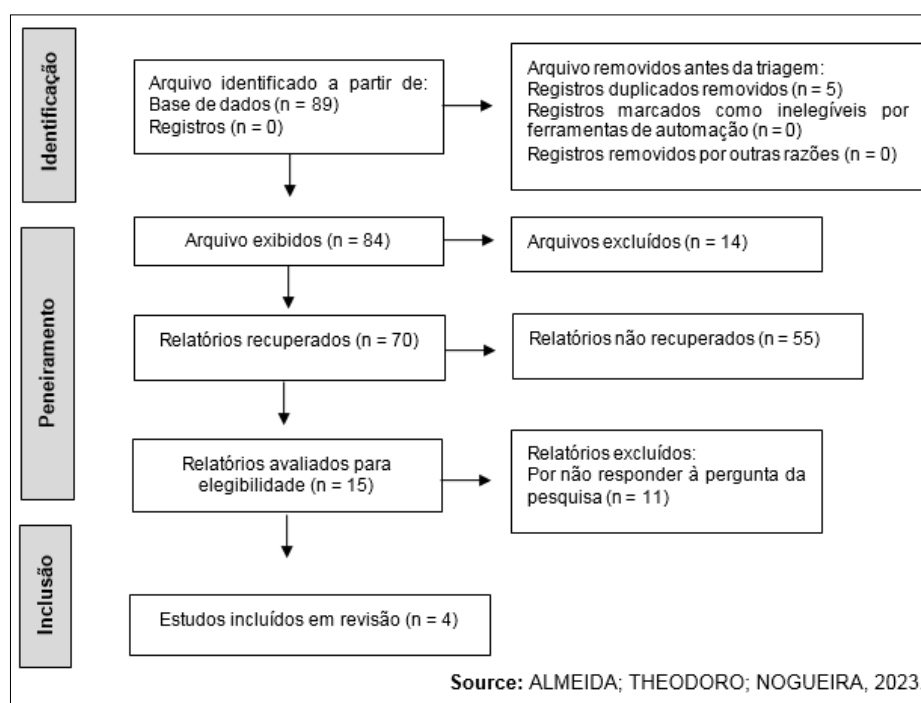 Identificação
Arquivo identificado a partir de:
Base de dados (n = 89)
Registros (n = 0)
Arquivo removidos antes da triagem:
Registros duplicados removidos (n = 5)
Registros marcados como inelegíveis por
ferramentas de automação (n = 0)
Registros removidos por outras razões (n = 0)
Peneiramento
Arquivo exibidos (n = 84)
Arquivos excluídos (n = 14)
Relatórios recuperados (n = 70)
Relatórios não recuperados (n = 55)
Relatórios avaliados para
elegibilidade (n = 15)
Relatórios excluídos:
Por não responder à pergunta da
pesquisa (n = 11)
Inclusão
Estudos incluídos em revisão (n = 4)
Source: ALMEIDA; THEODORO; NOGUEIRA, 2023.